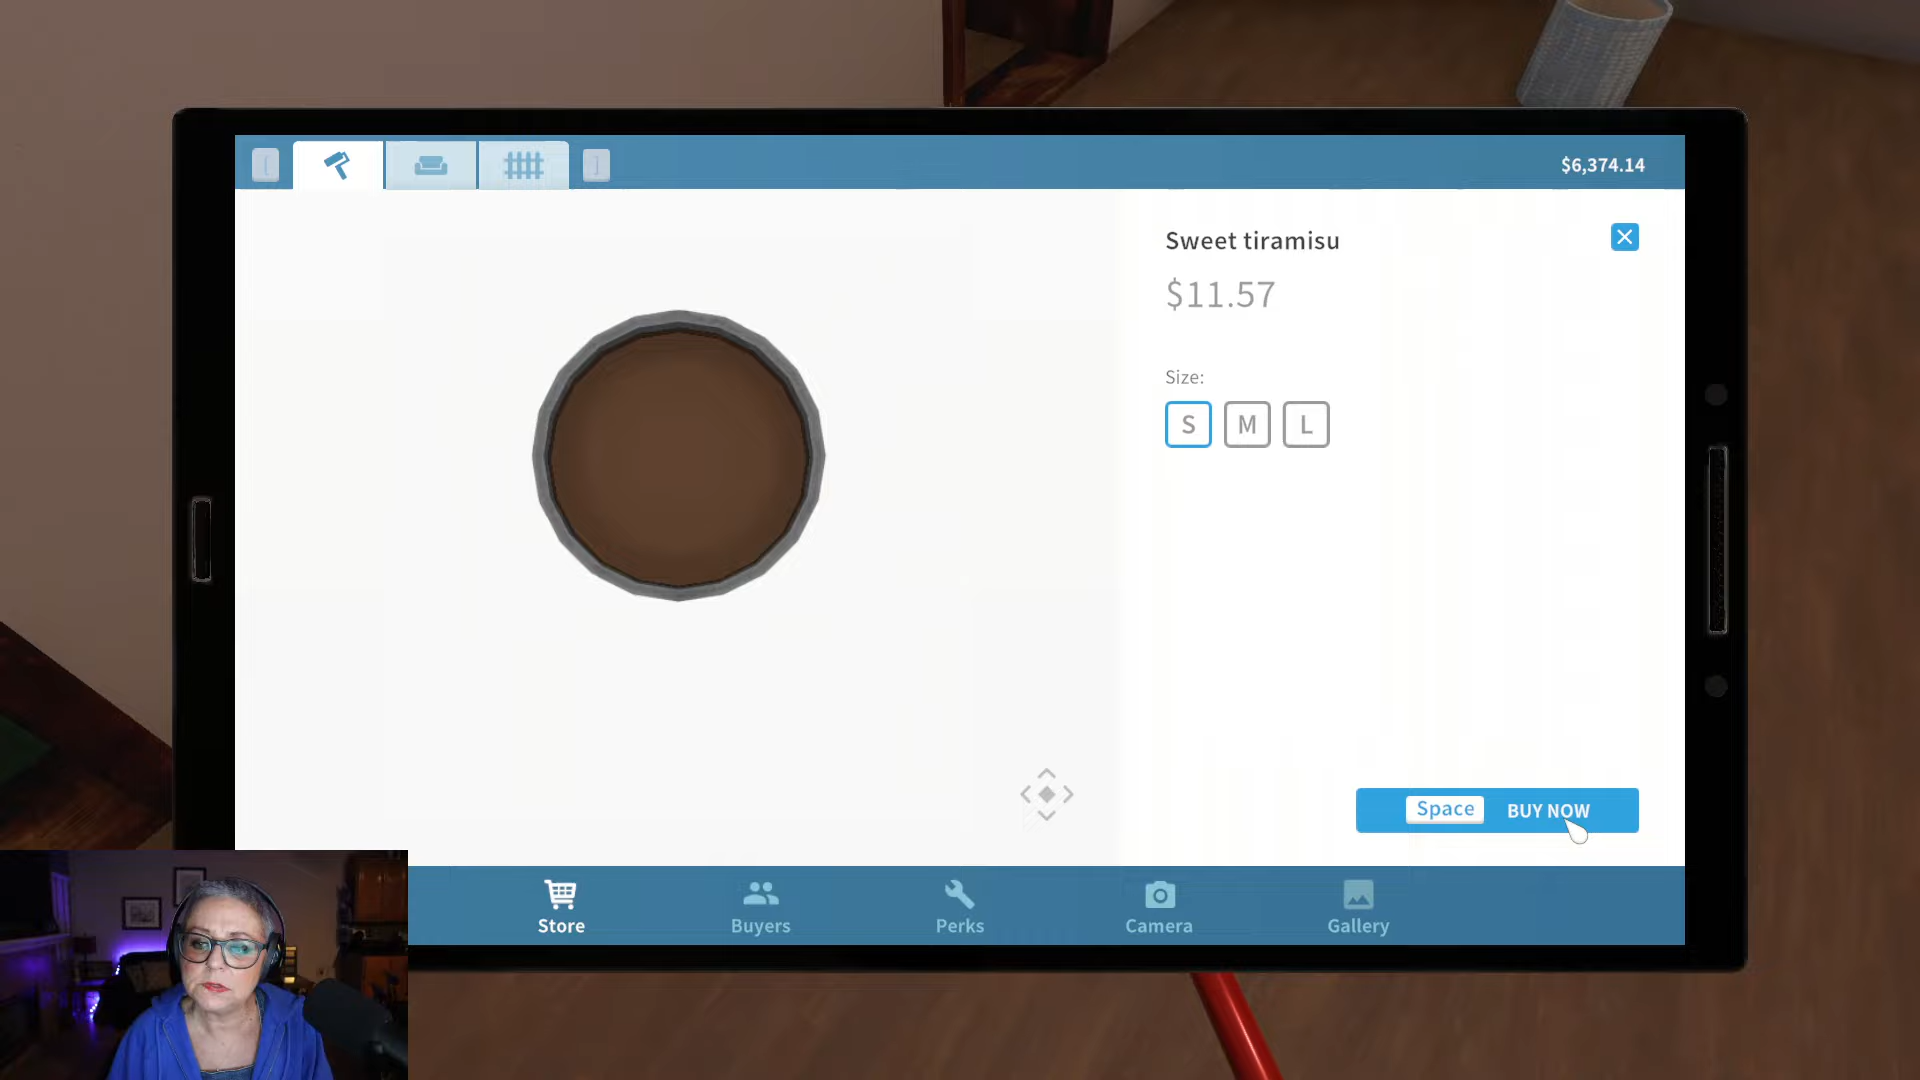 [
]
$6,374.14
Sweet tiramisu
$11.57
Size:
S M L
Space BUY NOW
Store Buyers Perks Camera Gallery